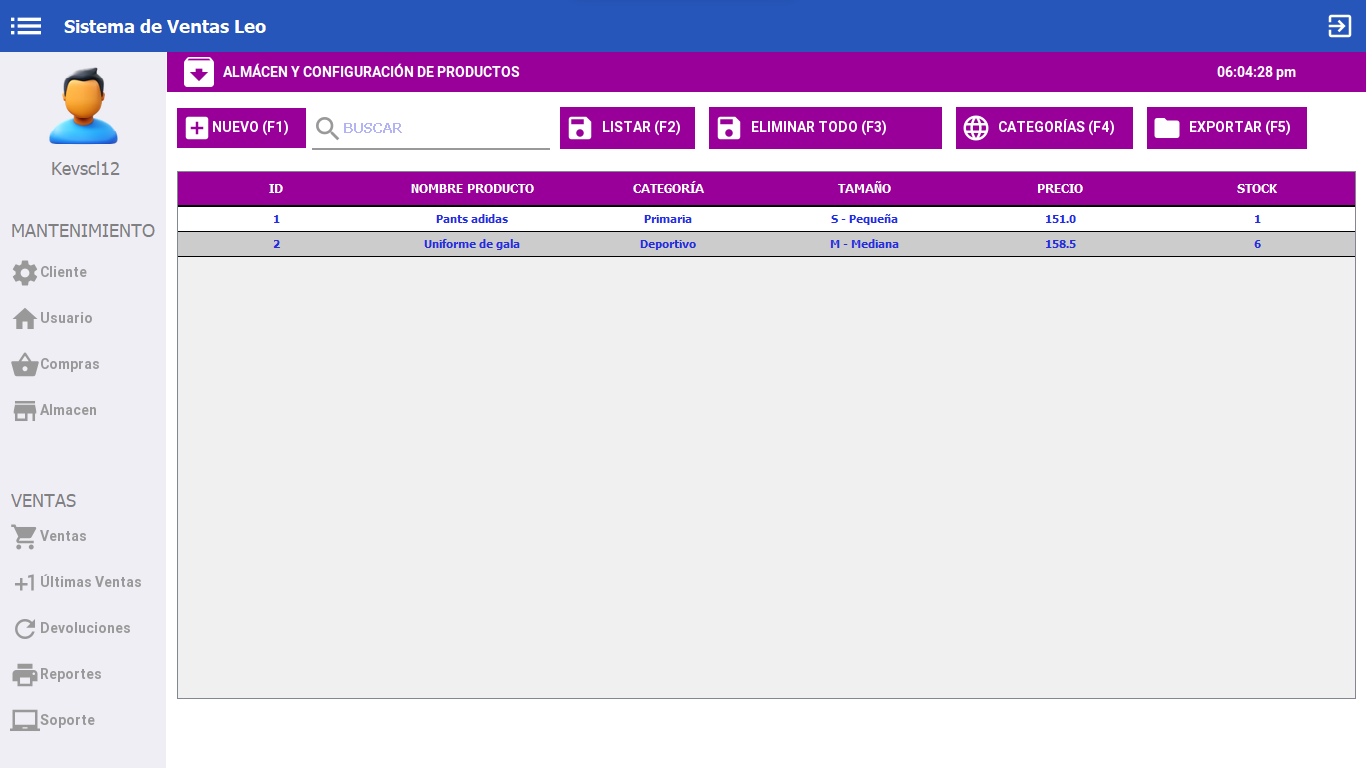 Sistema de Ventas Leo
Kevscl12
MANTENIMIENTO
Cliente
Usuario
Compras
Almacen
VENTAS
Ventas
+1 Últimas Ventas
Devoluciones
Reportes
Soporte
ALMÁCEN Y CONFIGURACIÓN DE PRODUCTOS 06:04:28 pm
NUEVO (F1) BUSCAR LISTAR (F2) ELIMINAR TODO (F3) CATEGORÍAS (F4) EXPORTAR (F5)
ID NOMBRE PRODUCTO CATEGORÍA TAMAÑO PRECIO STOCK
1 Pants adidas Primaria S - Pequeña 151.0 1
2 Uniforme de gala Deportivo M - Mediana 158.5 6